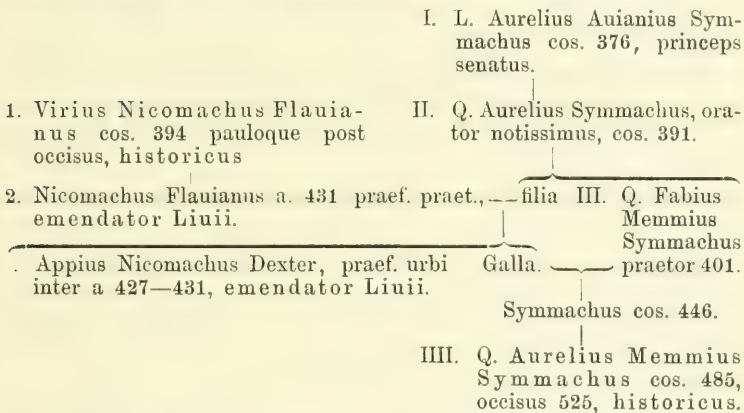 I. L. Aurelius Auianius Sym-
machus cos. 376, princeps
senatus.
1. Virius Nicomachus Flauia-
nus cos. 394 pauloque post
occisus, historicus
II. Q. Aurelius Symmachus, ora-
tor notissimus, cos. 391.
2. Nicomachus Flauianus a. 431 praef. praet.,
emendator Liuii.
filia
III. Q. Fabius
Memmius
Symmachus
praetor 401.
. Appius Nicomachus Dexter, praef. urbi
inter a 427—431, emendator Liuii.
Galla.
Symmachus cos. 446.
IIII. Q. Aurelius Memmius
Symmachus cos. 485,
occisus 525, historicus.